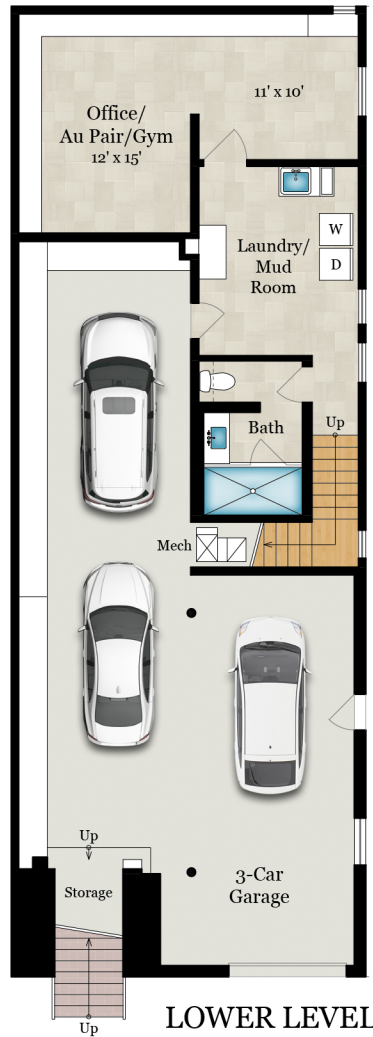 Office/
Au Pair/Gym
12' x 15'
11' x 10'
W
D
Laundry/
Mud
Room
Bath
Up
Mech
Up
Storage
3-Car
Garage
Up
LOWER LEVEL